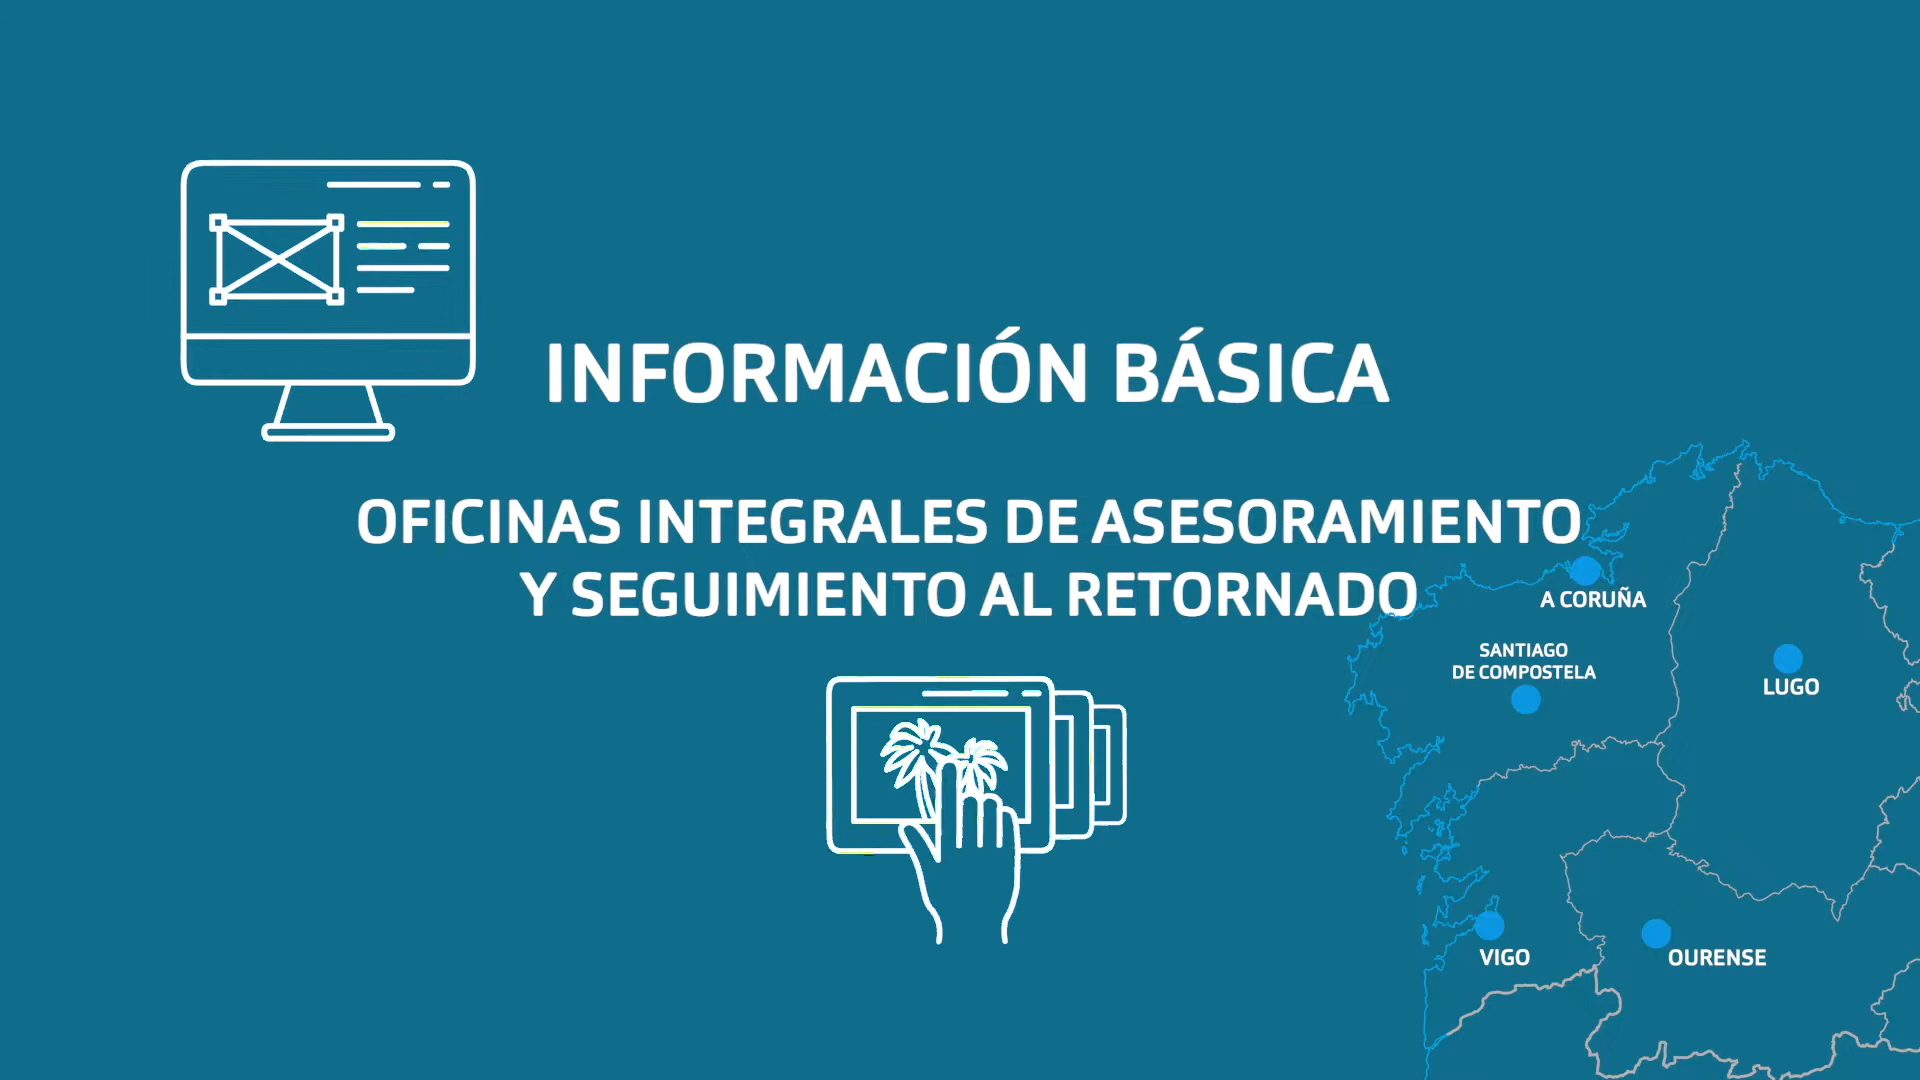 INFORMACIÓN BÁSICA
OFICINAS INTEGRALES DE ASESORAMIENTO
Y SEGUIMIENTO AL RETORNADO
A CORUÑA
SANTIAGO
DE COMPOSTELA
LUGO
VIGO
OURENSE